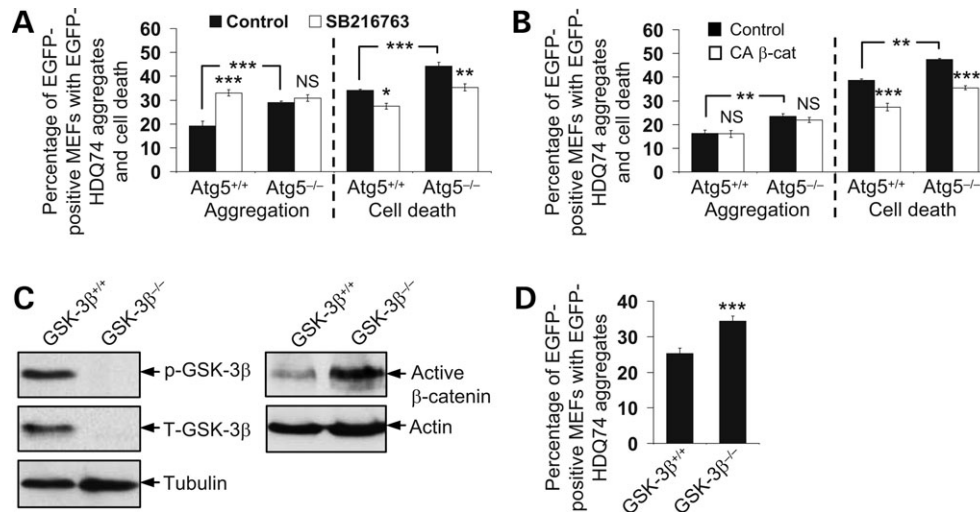 A
Control SB216763
Percentage of EGFP-
positive MEFs with EGFP-
HDQ74 aggregates
and cell death
60
50
40
30
20
10
0
***
***
NS
***
*
**
Atg5+/+ Atg5–/– Atg5+/+ Atg5–/–
Aggregation Cell death
B
Control
CA β-cat
Percentage of EGFP-
positive MEFs with EGFP-
HDQ74 aggregates
and cell death
60
50
40
30
20
10
0
**
NS NS
**
***
***
Atg5+/+ Atg5–/– Atg5+/+ Atg5–/–
Aggregation Cell death
C
GSK-3β+/+ GSK-3β–/–
p-GSK-3β
T-GSK-3β
Tubulin
GSK-3β+/+ GSK-3β–/–
Active
β-catenin
Actin
D
Percentage of EGFP-
positive MEFs with EGFP-
HDQ74 aggregates
40
30
20
10
0
***
GSK-3β+/+ GSK-3β–/–